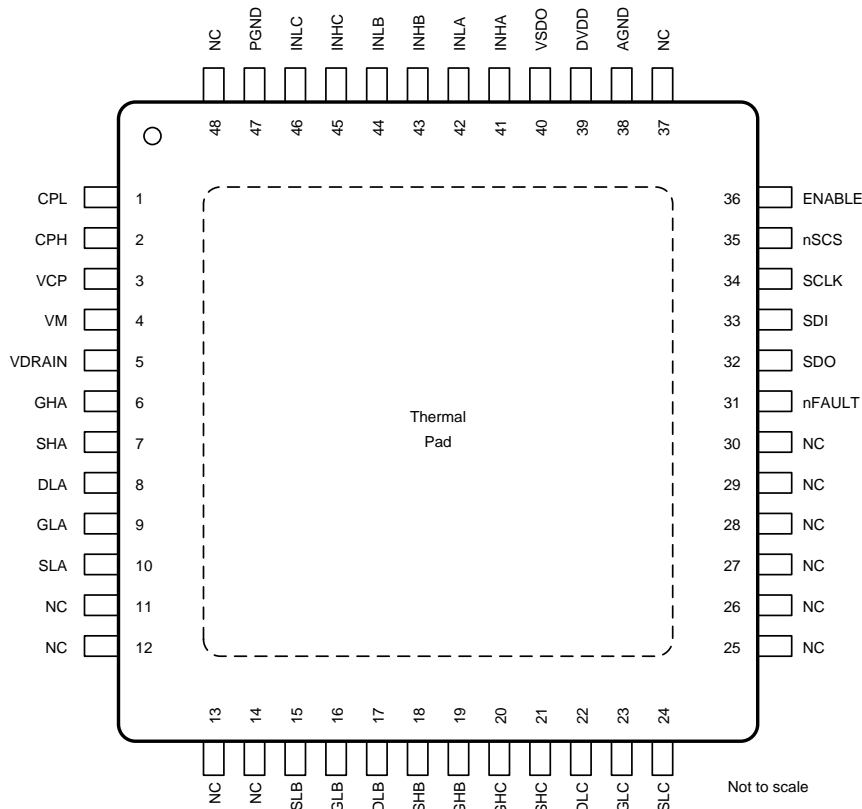 NC
PGND
INLC
INHC
INLB
INHB
INLA
INHA
VSDO
DVDD
AGND
NC
48
47
46
45
44
43
42
41
40
39
38
37
CPL 1
CPH 2
VCP 3
VM 4
VDRAIN 5
GHA 6
SHA 7
DLA 8
GLA 9
SLA 10
NC 11
NC 12
Thermal
Pad
36 ENABLE
35 nSCS
34 SCLK
33 SDI
32 SDO
31 nFAULT
30 NC
29 NC
28 NC
27 NC
26 NC
25 NC
13
14
15
16
17
18
19
20
21
22
23
24
NC
NC
SLB
GLB
DLB
SHB
GHB
GHC
SHC
DLC
GLC
SLC
Not to scale